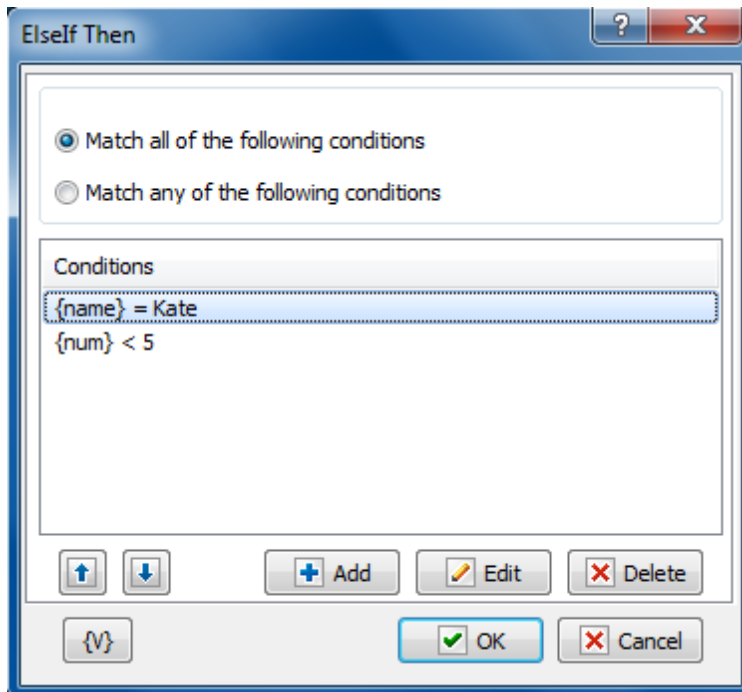 ElseIf Then
?
Match all of the following conditions
Match any of the following conditions
Conditions
{name} = Kate
{num} < 5
Add Edit Delete
{V} OK Cancel